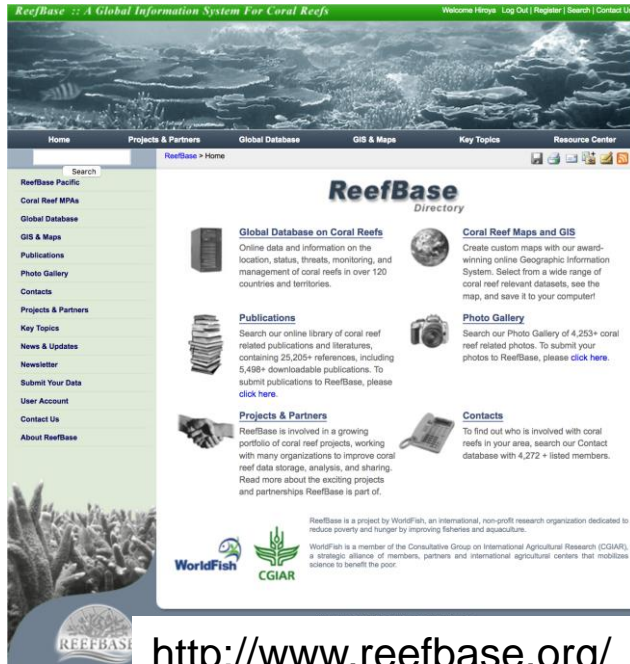 ReefBase :: A Global Information System For Coral Reefs
Welcome Hiroya Log Out | Register | Search | Contact Us
Home Projects & Partners Global Database GIS & Maps Key Topics Resource Center
Search
ReefBase > Home
ReefBase Pacific
Coral Reef MPAs
Global Database
GIS & Maps
Publications
Photo Gallery
Contacts
Projects & Partners
Key Topics
News & Updates
Newsletter
Submit Your Data
User Account
Contact Us
About ReefBase
ReefBase
Directory
Global Database on Coral Reefs
Online data and information on the
location, status, threats, monitoring, and
management of coral reefs in over 120
countries and territories.
Coral Reef Maps and GIS
Create custom maps with our award-
winning online Geographic Information
System. Select from a wide range of
coral reef relevant datasets, see the
map, and save it to your computer!
Publications
Search our online library of coral reef
related publications and literatures,
containing 25,205+ references, including
5,498+ downloadable publications. To
submit publications to ReefBase, please
click here.
Photo Gallery
Search our Photo Gallery of 4,253+ coral
reef related photos. To submit your
photos to ReefBase, please click here.
Projects & Partners
ReefBase is involved in a growing
portfolio of coral reef projects, working
with many organizations to improve coral
reef data storage, analysis, and sharing.
Read more about the exciting projects
and partnerships ReefBase is part of.
Contacts
To find out who is involved with coral
reefs in your area, search our Contact
database with 4,272 + listed members.
ReefBase is a project by WorldFish, an international, non-profit research organization dedicated to
reduce poverty and hunger by improving fisheries and aquaculture.
WorldFish is a member of the Consultative Group on International Agricultural Research (CGIAR),
a strategic alliance of members, partners and international agricultural centers that mobilizes
science to benefit the poor.
WorldFish
CGIAR
REEFBASE
http://www.reefbase.org/